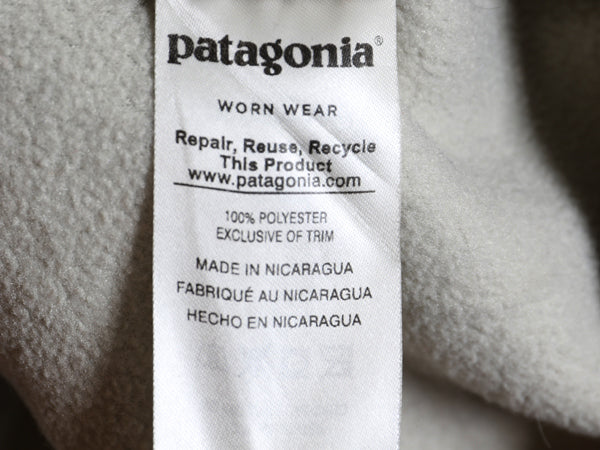 patagonia®
WORN WEAR
Repair, Reuse, Recycle
This Product
www.patagonia.com
100% POLYESTER
EXCLUSIVE OF TRIM
MADE IN NICARAGUA
FABRIQUÉ AU NICARAGUA
HECHO EN NICARAGUA